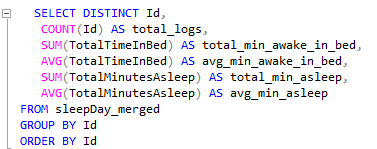 SELECT DISTINCT Id,
COUNT(Id) AS total_logs,
SUM(TotalTimeInBed) AS total_min_awake_in_bed,
AVG(TotalTimeInBed) AS avg_min_awake_in_bed,
SUM(TotalMinutesAsleep) AS total_min_asleep,
AVG(TotalMinutesAsleep) AS avg_min_asleep
FROM sleepDay_merged
GROUP BY Id
ORDER BY Id